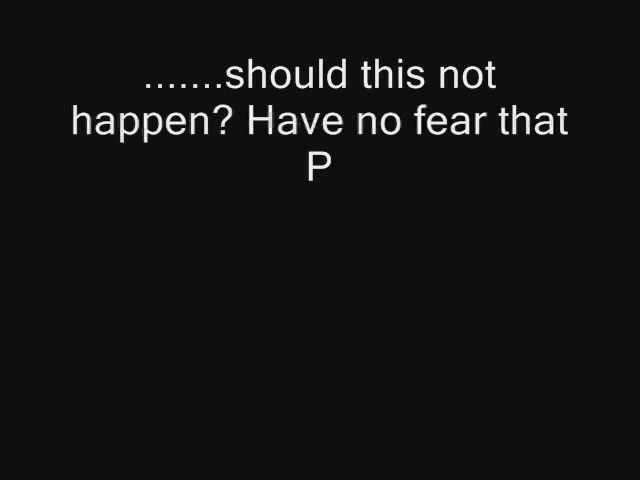 .......should this not
happen? Have no fear that
P